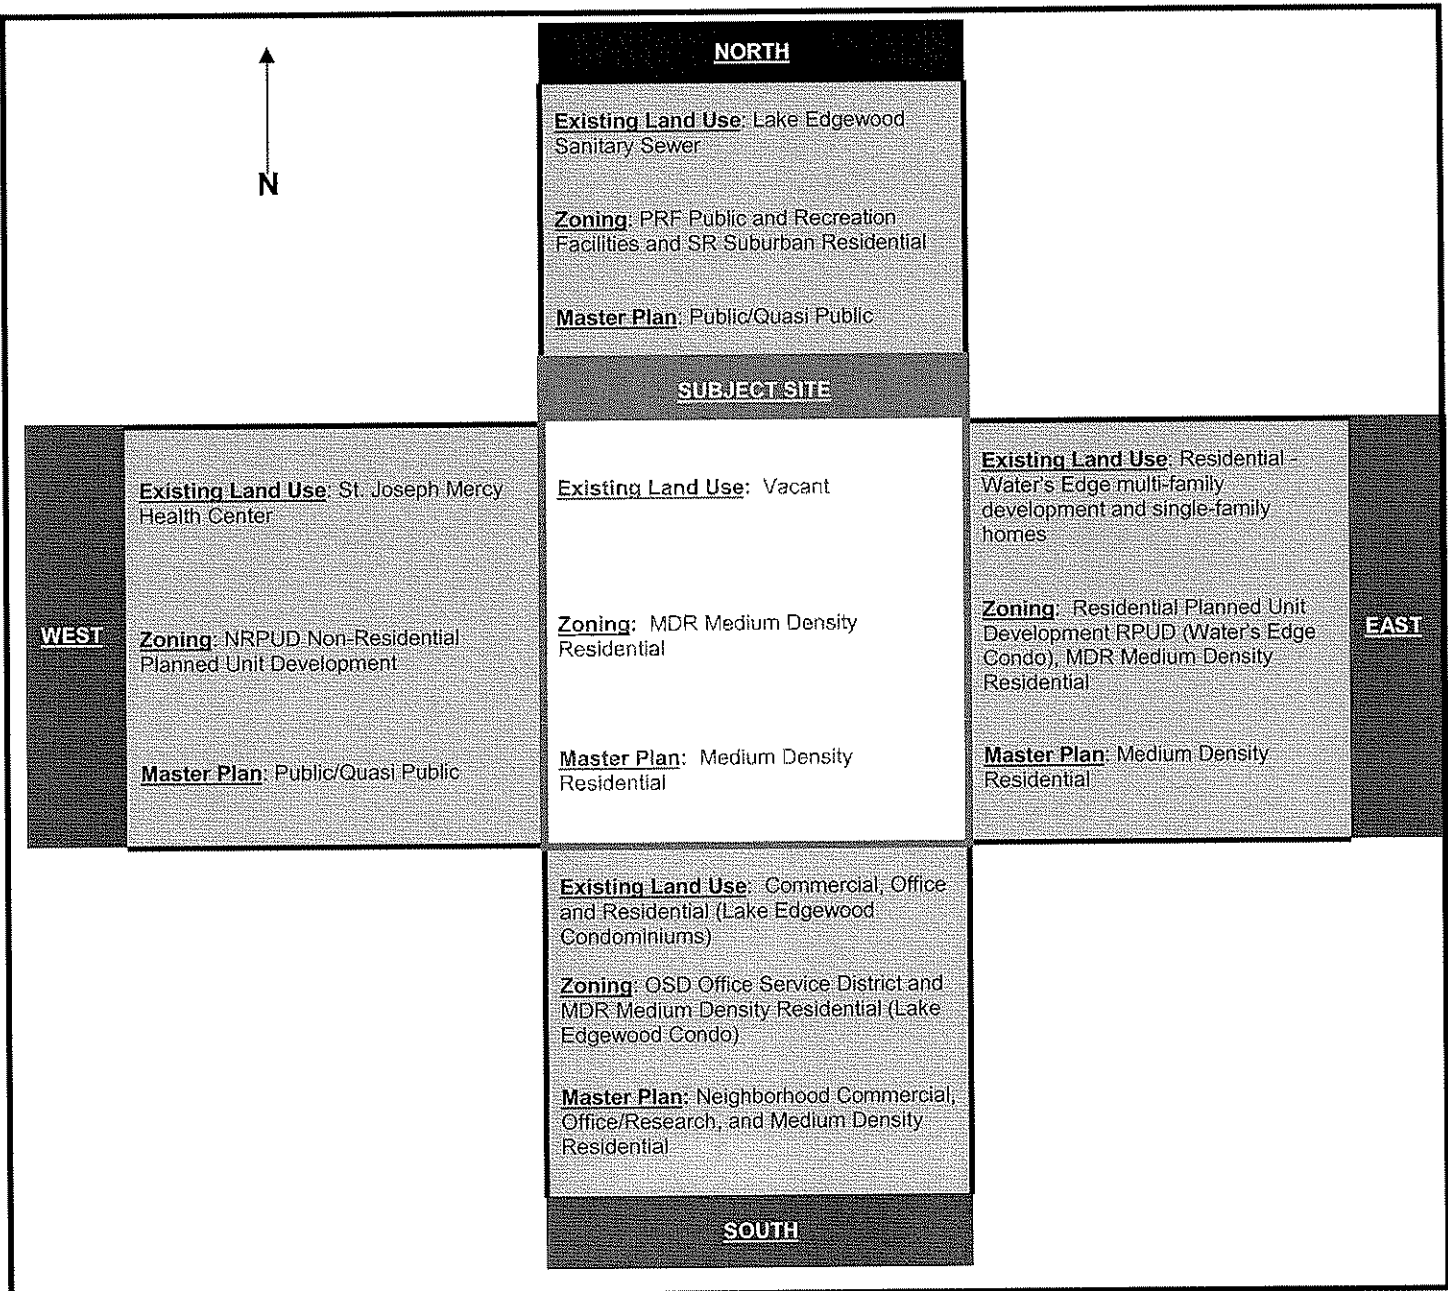 NORTH
N
Existing Land Use: Lake Edgewood
Sanitary Sewer
Zoning: PRF Public and Recreation
Facilities and SR Suburban Residential
Master Plan: Public/Quasi Public
SUBJECT SITE
WEST
Existing Land Use: St. Joseph Mercy
Health Center
Zoning: NRPUD Non-Residential
Planned Unit Development
Master Plan: Public/Quasi Public
Existing Land Use: Vacant
Zoning: MDR Medium Density
Residential
Master Plan: Medium Density
Residential
Existing Land Use: Residential -
Water's Edge multi-family
development and single-family
homes
Zoning: Residential Planned Unit
Development RPUD (Water's Edge
Condo), MDR Medium Density
Residential
Master Plan: Medium Density
Residential
EAST
Existing Land Use: Commercial, Office
and Residential (Lake Edgewood
Condominiums)
Zoning: OSD Office Service District and
MDR Medium Density Residential (Lake
Edgewood Condo)
Master Plan: Neighborhood Commercial,
Office/Research, and Medium Density
Residential
SOUTH